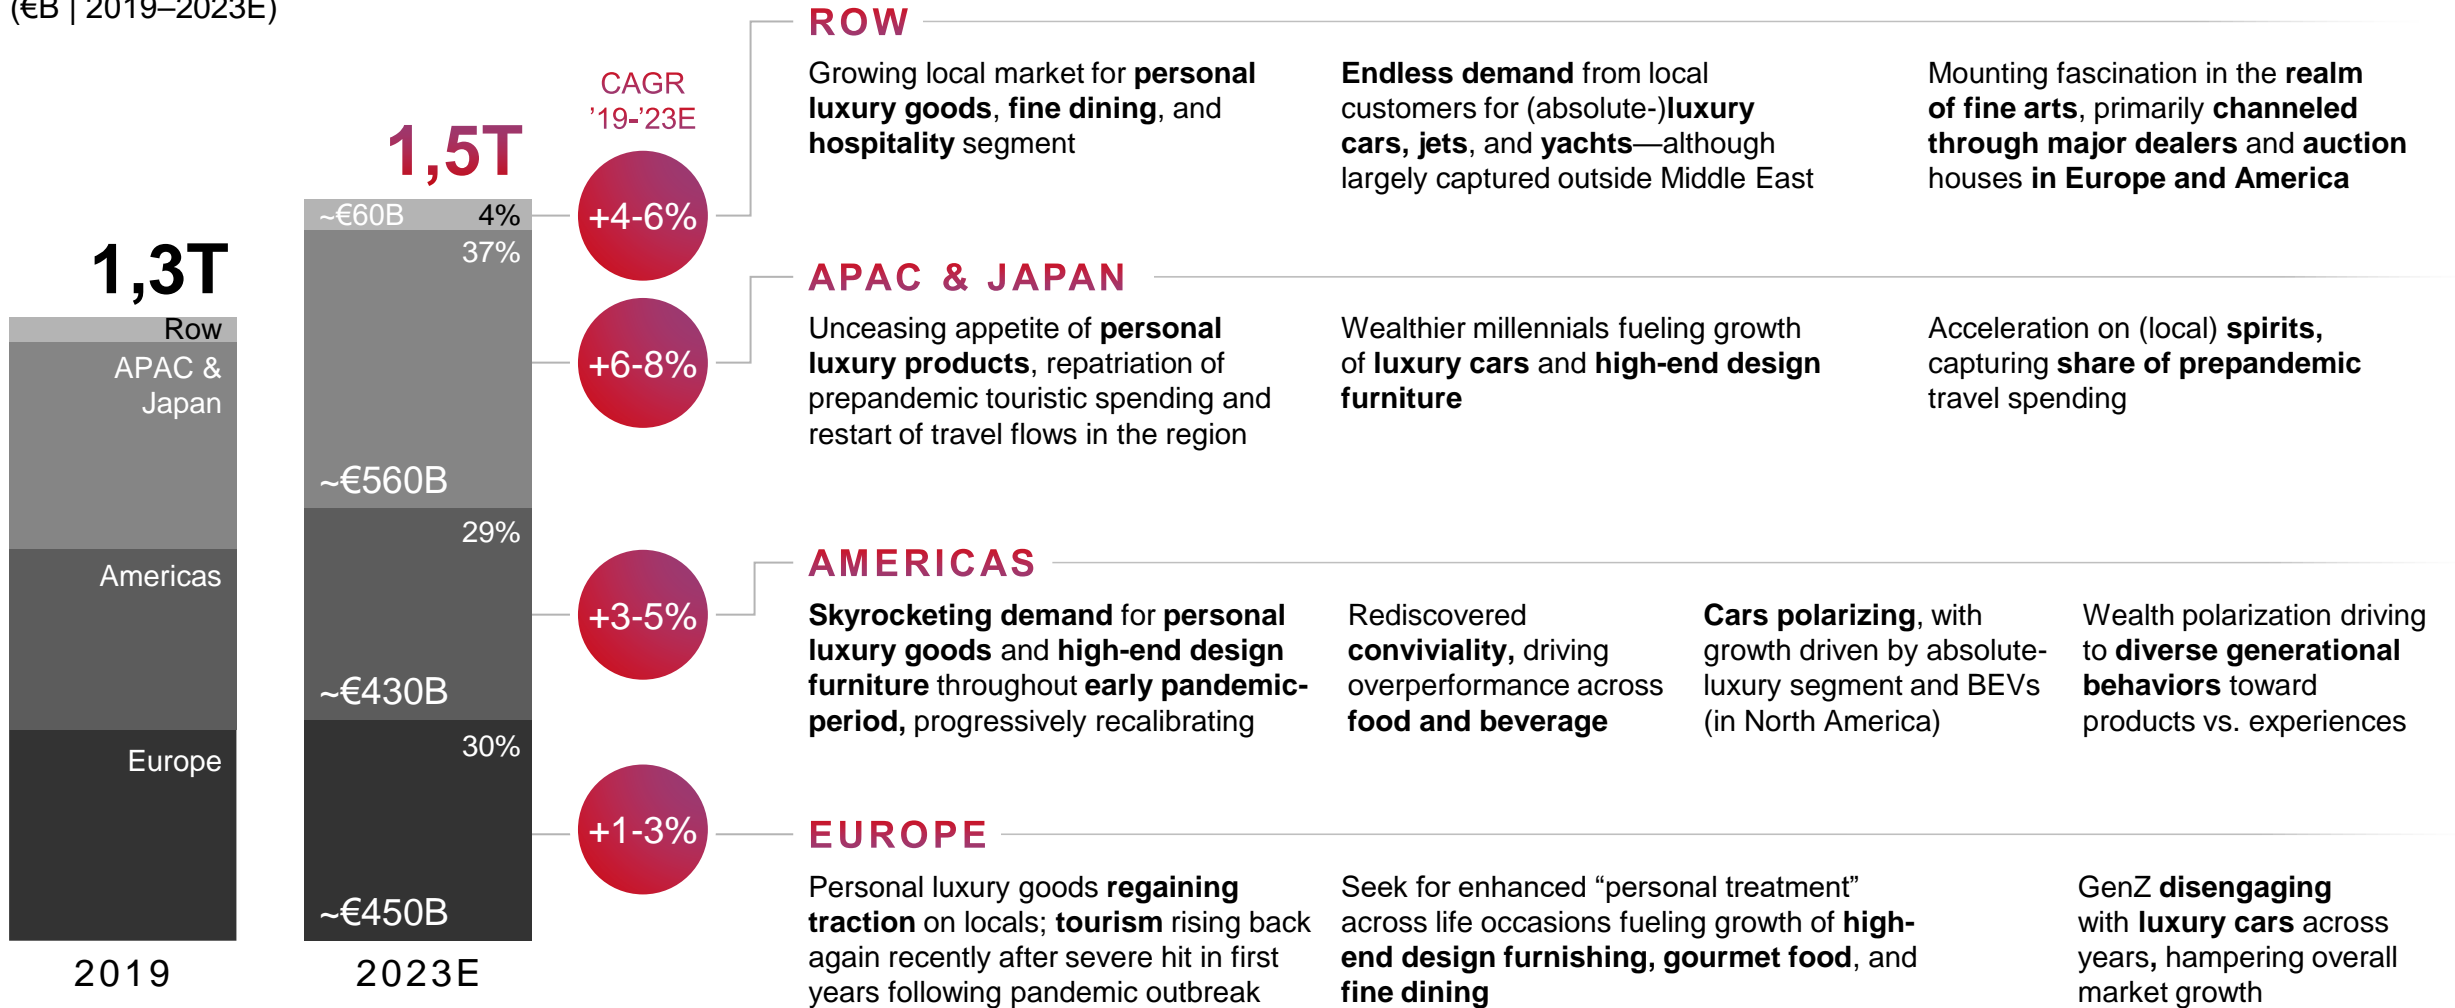 (€B | 2019–2023E)
1,3T
Row
APAC &
Japan
Americas
Europe
2019
1,5T
~€60B 4%
37%
~€560B
29%
~€430B
30%
~€450B
2023E
CAGR
’19-’23E
+4-6%
+6-8%
+3-5%
+1-3%
ROW
Growing local market for personal
luxury goods, fine dining, and
hospitality segment
Endless demand from local
customers for (absolute-)luxury
cars, jets, and yachts—although
largely captured outside Middle East
Mounting fascination in the realm
of fine arts, primarily channeled
through major dealers and auction
houses in Europe and America
APAC & JAPAN
Unceasing appetite of personal
luxury products, repatriation of
prepandemic touristic spending and
restart of travel flows in the region
Wealthier millennials fueling growth
of luxury cars and high-end design
furniture
Acceleration on (local) spirits,
capturing share of prepandemic
travel spending
AMERICAS
Skyrocketing demand for personal
luxury goods and high-end design
furniture throughout early pandemic-
period, progressively recalibrating
Rediscovered
conviviality, driving
overperformance across
food and beverage
Cars polarizing, with
growth driven by absolute-
luxury segment and BEVs
(in North America)
Wealth polarization driving
to diverse generational
behaviors toward
products vs. experiences
EUROPE
Personal luxury goods regaining
traction on locals; tourism rising back
again recently after severe hit in first
years following pandemic outbreak
Seek for enhanced “personal treatment”
across life occasions fueling growth of high-
end design furnishing, gourmet food, and
fine dining
GenZ disengaging
with luxury cars across
years, hampering overall
market growth